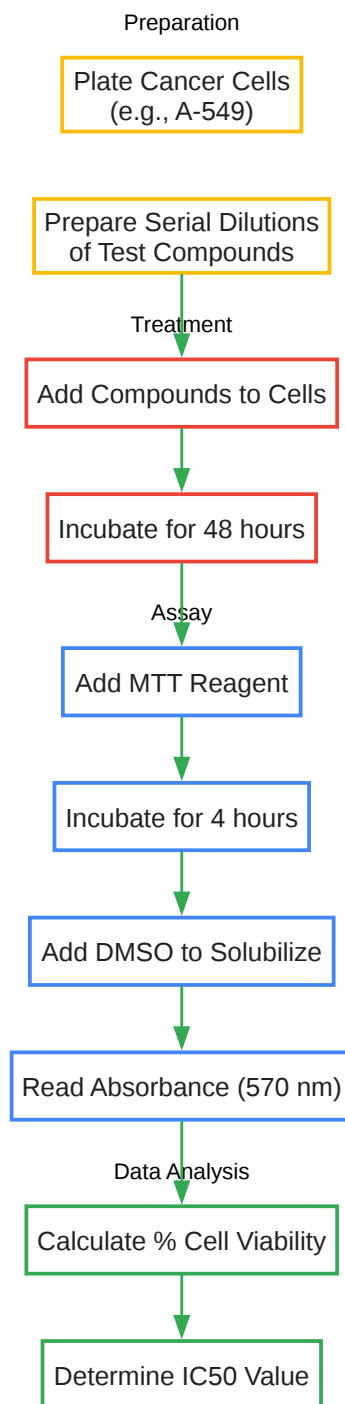 Preparation
Plate Cancer Cells
(e.g., A-549)
Prepare Serial Dilutions
of Test Compounds
Treatment
Add Compounds to Cells
Incubate for 48 hours
Assay
Add MTT Reagent
Incubate for 4 hours
Add DMSO to Solubilize
Read Absorbance (570 nm)
Data Analysis
Calculate % Cell Viability
Determine IC50 Value